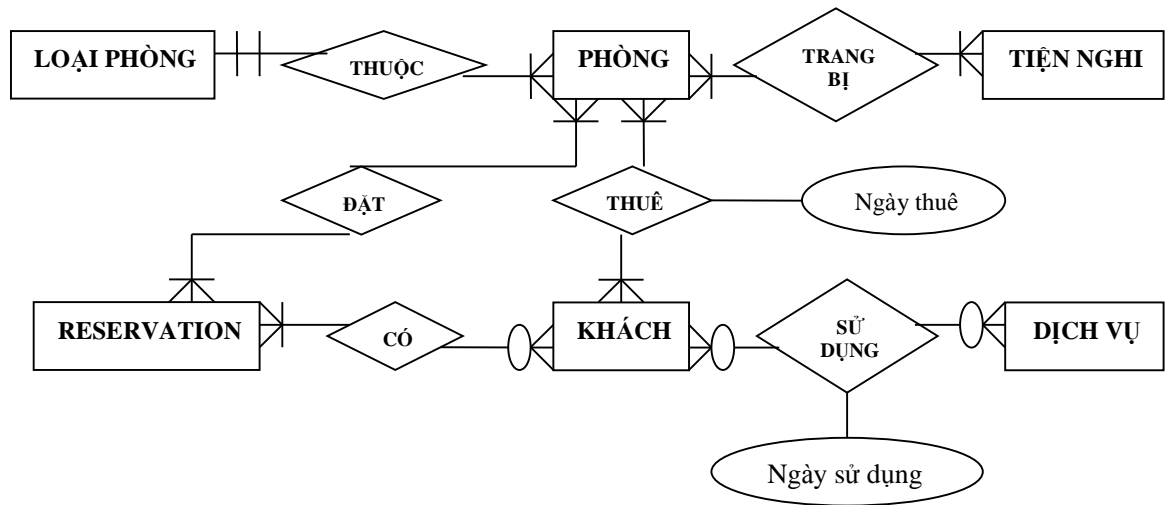 LOẠI PHÒNG
THUỘC
PHÒNG
TRANG
BỊ
TIỆN NGHI
ĐẶT
THUÊ
Ngày thuê
RESERVATION
CÓ
KHÁCH
SỬ
DỤNG
DỊCH VỤ
Ngày sử dụng